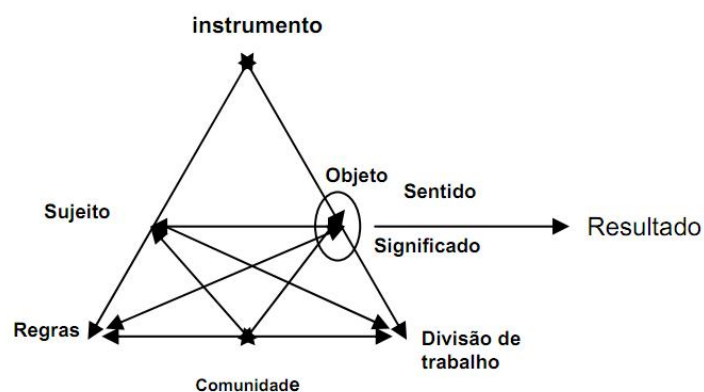 instrumento
Objeto
Sentido
Sujeito
Significado
Resultado
Regras
Divisão de
trabalho
Comunidade